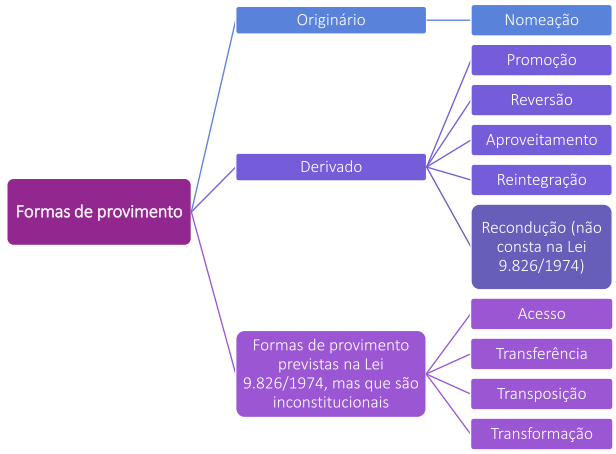 Formas de provimento
Originário
Nomeação
Derivado
Promoção
Reversão
Aproveitamento
Reintegração
Recondução (não
consta na Lei
9.826/1974)
Formas de provimento
previstas na Lei
9.826/1974, mas que são
inconstitucionais
Acesso
Transferência
Transposição
Transformação